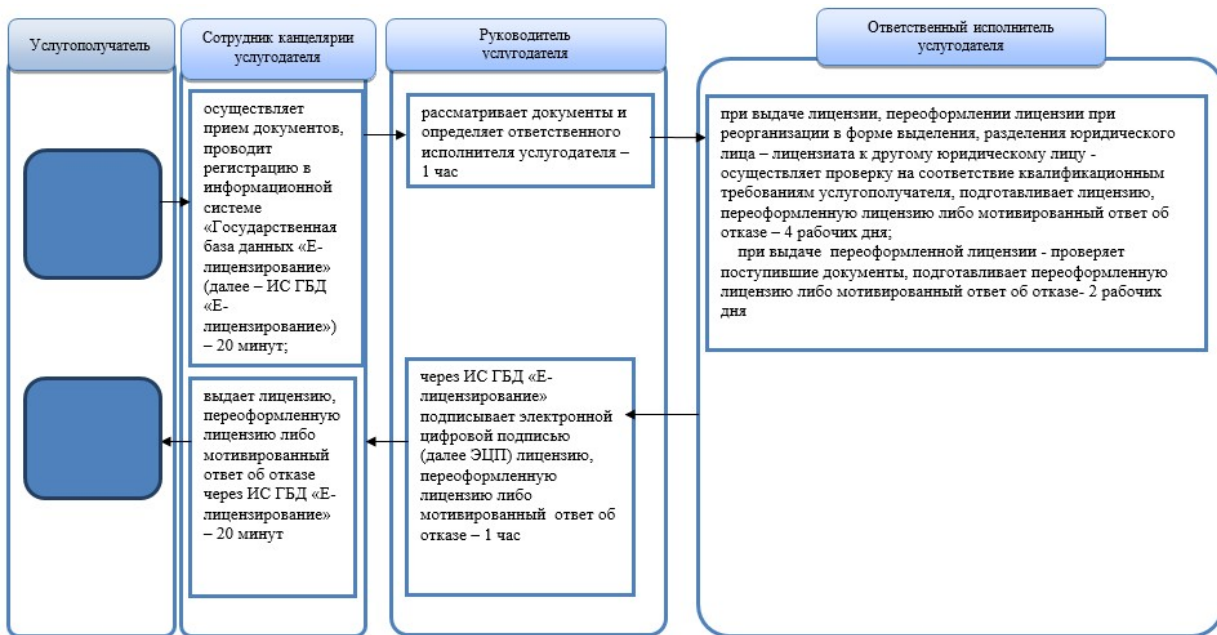 Услугополучатель
Сотрудник канцелярии
услугодателя
Руководитель
услугодателя
Ответственный исполнитель
услугодателя
осуществляет
прием документов,
проводит
регистрацию в
информационной
системе
«Государственная
база данных «Е-
лицензирование»
(далее – ИС ГБД
«Е-
лицензирование»)
– 20 минут;
рассматривает документы и
определяет ответственного
исполнителя услугодателя –
1 час
при выдаче лицензии, переоформлении лицензии при
реорганизации в форме выделения, разделения юридического
лица – лицензиата к другому юридическому лицу -
осуществляет проверку на соответствие квалификационным
требованиям услугополучателя, подготавливает лицензию,
переоформленную лицензию либо мотивированный ответ об
отказе – 4 рабочих дня;
при выдаче переоформленной лицензии - проверяет
поступившие документы, подготавливает переоформленную
лицензию либо мотивированный ответ об отказе- 2 рабочих
дня
через ИС ГБД «Е-
лицензирование»
подписывает электронной
цифровой подписью
(далее ЭЦП) лицензию,
переоформленную
лицензию либо
мотивированный ответ об
отказе – 1 час
выдает лицензию,
переоформленную
лицензию либо
мотивированный
ответ об отказе
через ИС ГБД «Е-
лицензирование»
– 20 минут